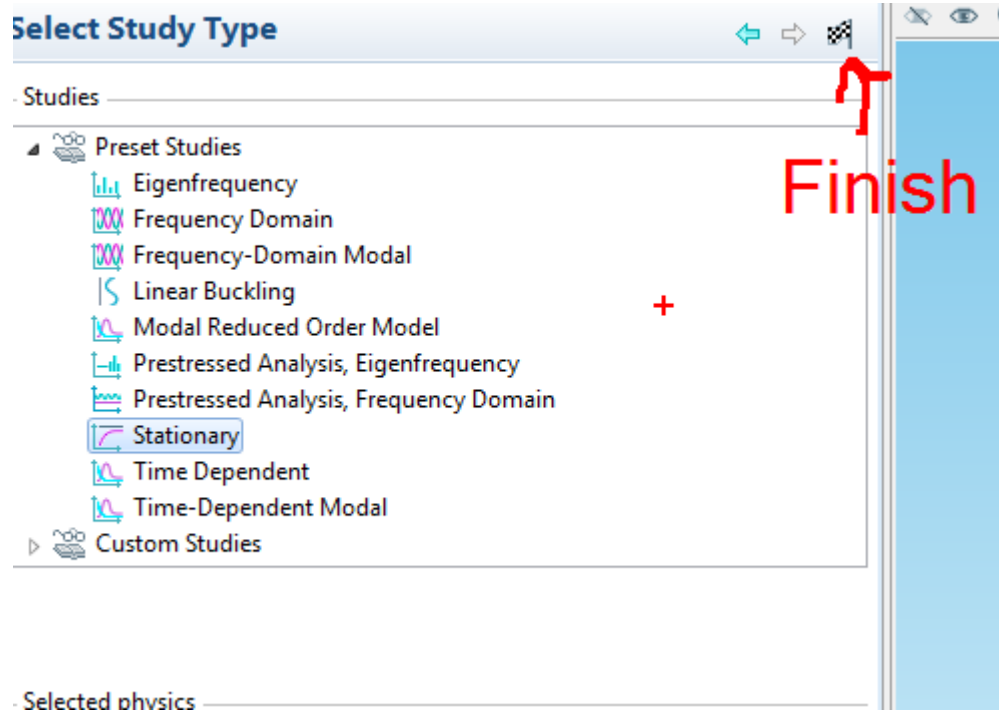 Select Study Type
Studies
Finish
Preset Studies
Eigenfrequency
Frequency Domain
Frequency-Domain Modal
Linear Buckling
Modal Reduced Order Model
Prestressed Analysis, Eigenfrequency
Prestressed Analysis, Frequency Domain
Stationary
Time Dependent
Time-Dependent Modal
Custom Studies
Selected physics